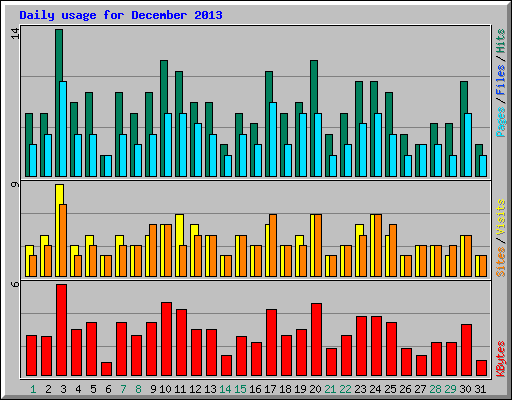 Daily usage for December 2013
14
Pages / Files / Hits
9
Sites / Visits
6
KBytes
1 2 3 4 5 6 7 8 9 10 11 12 13 14 15 16 17 18 19 20 21 22 23 24 25 26 27 28 29 30 31